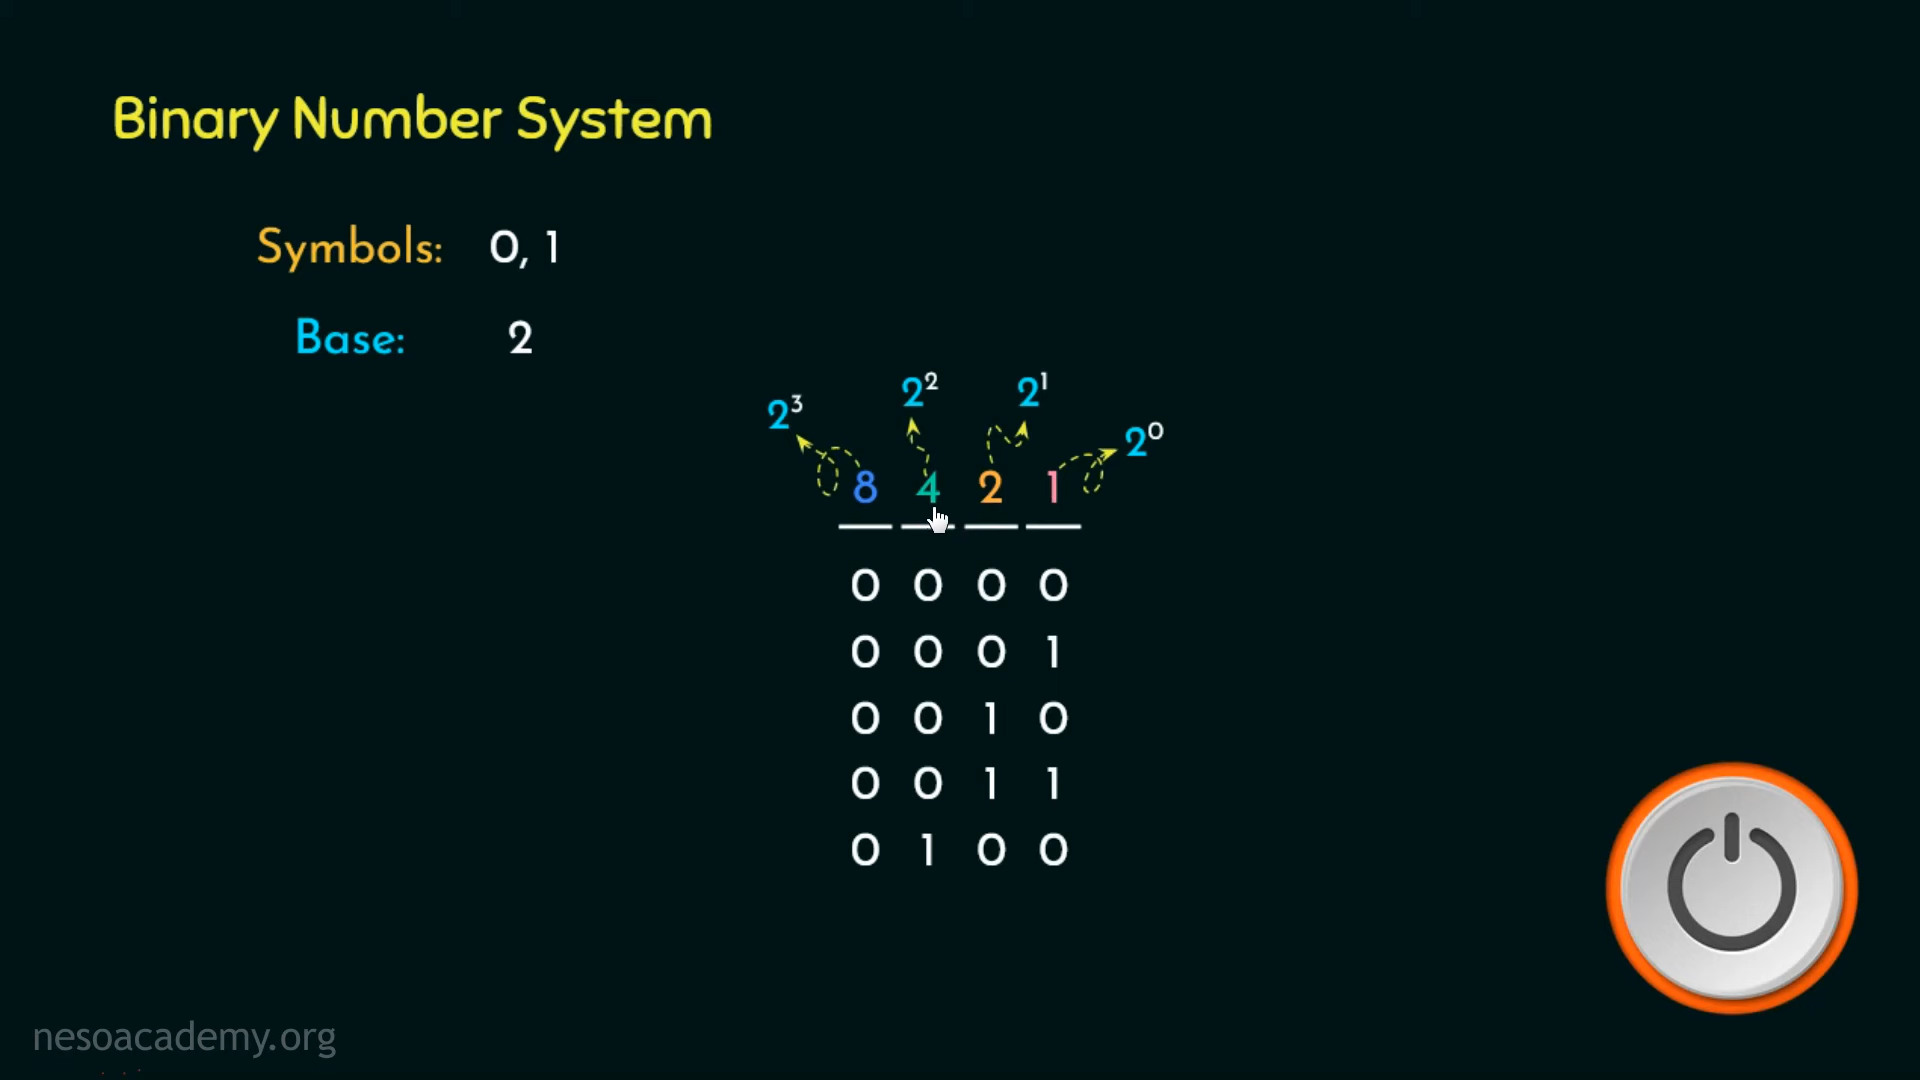 Binary Number System
Symbols: 0, 1
Base: 2
2³ 2² 2¹ 2⁰
8 4 2 1
0 0 0 0
0 0 0 1
0 0 1 0
0 0 1 1
0 1 0 0
nesoacademy.org